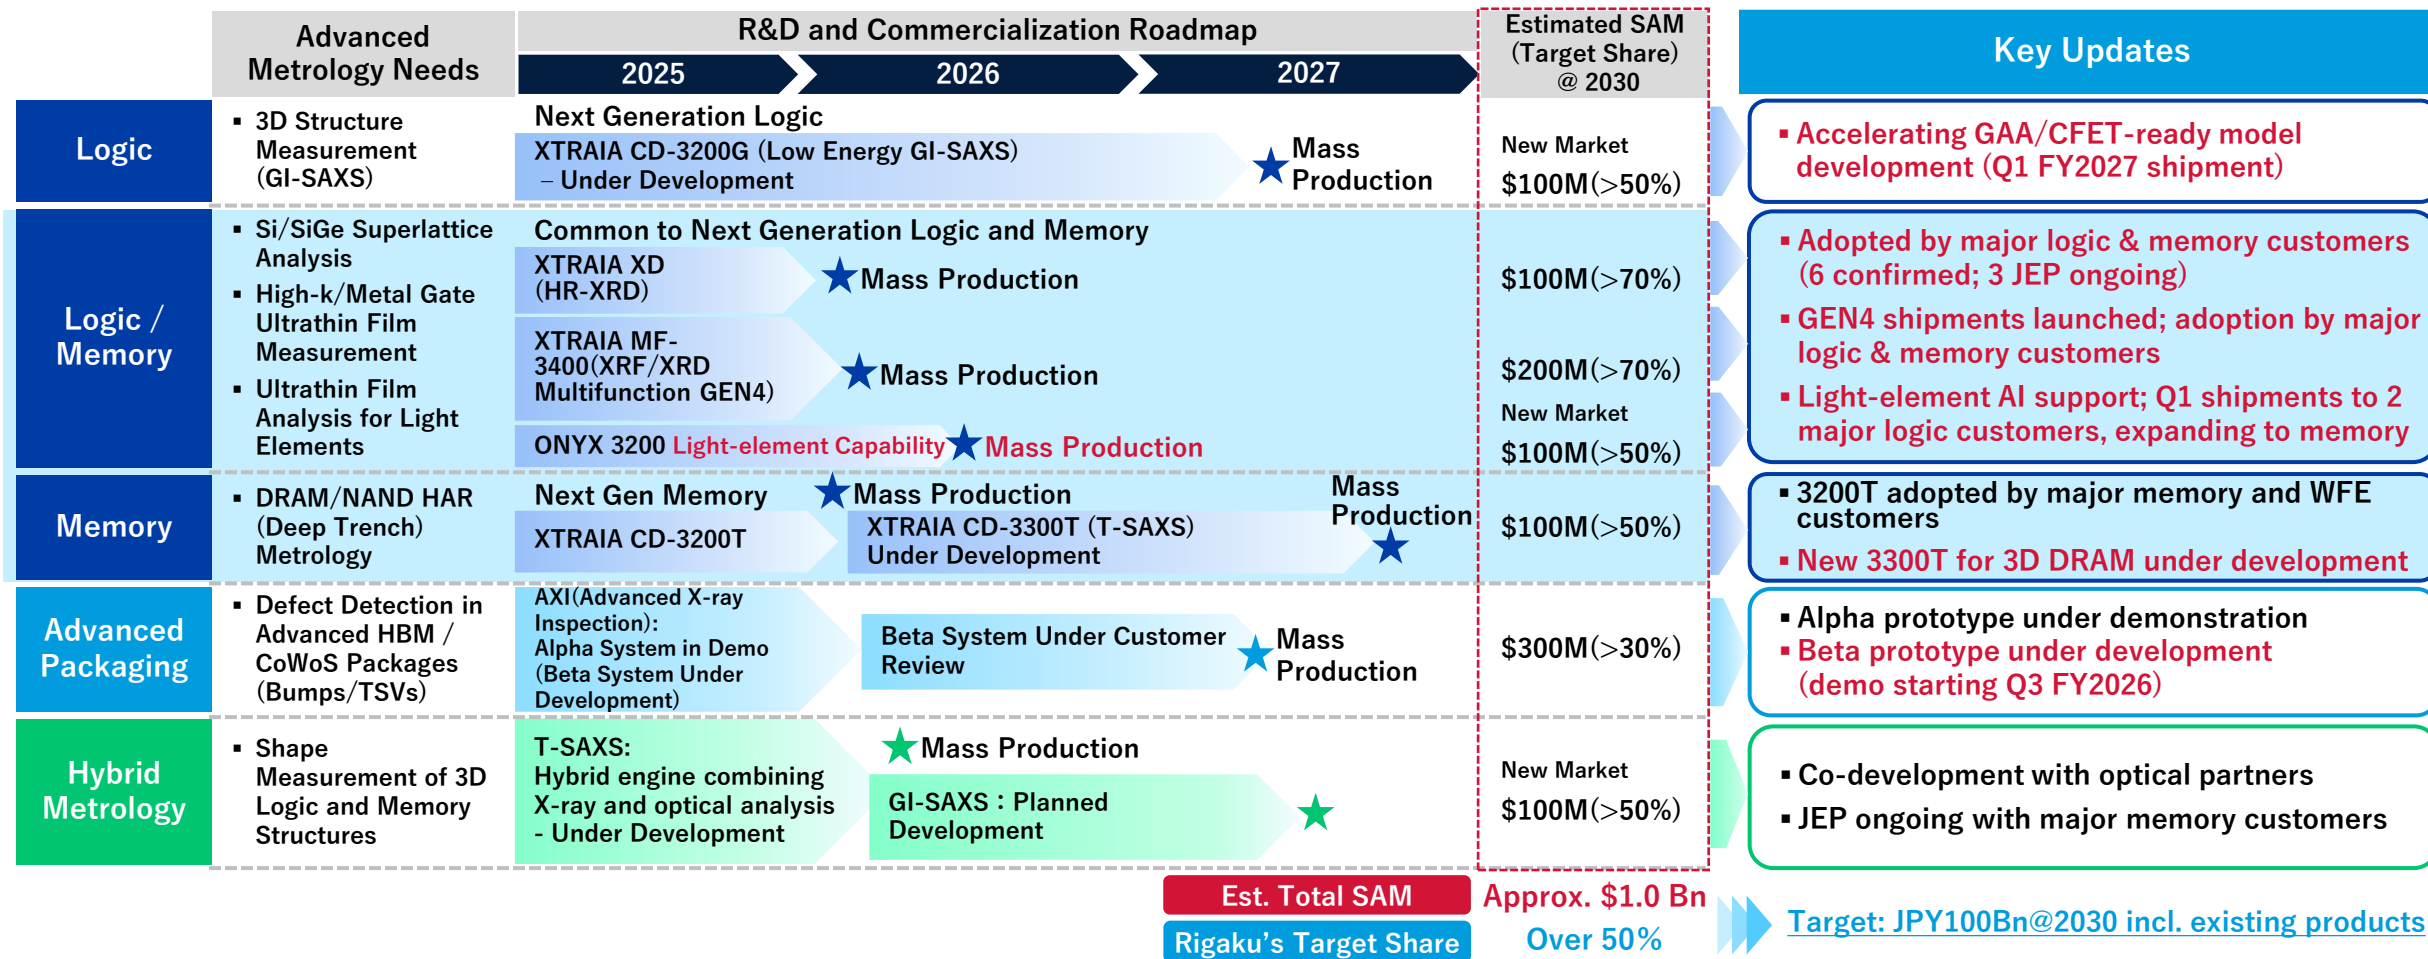 Advanced
Metrology Needs
R&D and Commercialization Roadmap
2025
2026
2027
Estimated SAM
(Target Share)
@ 2030
Key Updates
Logic
▪ 3D Structure
Measurement
(GI-SAXS)
Next Generation Logic
XTRAIA CD-3200G (Low Energy GI-SAXS)
– Under Development
Mass
Production
New Market
$100M(>50%)
▪ Accelerating GAA/CFET-ready model
development (Q1 FY2027 shipment)
Logic /
Memory
▪ Si/SiGe Superlattice
Analysis
▪ High-k/Metal Gate
Ultrathin Film
Measurement
▪ Ultrathin Film
Analysis for Light
Elements
Common to Next Generation Logic and Memory
XTRAIA XD
(HR-XRD)
Mass Production
$100M(>70%)
XTRAIA MF-
3400(XRF/XRD
Multifunction GEN4)
Mass Production
$200M(>70%)
ONYX 3200 Light-element Capability
Mass Production
New Market
$100M(>50%)
▪ Adopted by major logic & memory customers
(6 confirmed; 3 JEP ongoing)
▪ GEN4 shipments launched; adoption by major
logic & memory customers
▪ Light-element AI support; Q1 shipments to 2
major logic customers, expanding to memory
Memory
▪ DRAM/NAND HAR
(Deep Trench)
Metrology
Next Gen Memory
XTRAIA CD-3200T
Mass Production
XTRAIA CD-3300T (T-SAXS)
Under Development
Mass
Production
$100M(>50%)
▪ 3200T adopted by major memory and WFE
customers
▪ New 3300T for 3D DRAM under development
Advanced
Packaging
▪ Defect Detection in
Advanced HBM /
CoWoS Packages
(Bumps/TSVs)
AXI(Advanced X-ray
Inspection):
Alpha System in Demo
(Beta System Under
Development)
Beta System Under Customer
Review
Mass
Production
$300M(>30%)
▪ Alpha prototype under demonstration
▪ Beta prototype under development
(demo starting Q3 FY2026)
Hybrid
Metrology
▪ Shape
Measurement of 3D
Logic and Memory
Structures
T-SAXS:
Hybrid engine combining
X-ray and optical analysis
- Under Development
Mass Production
GI-SAXS：Planned
Development
New Market
$100M(>50%)
▪ Co-development with optical partners
▪ JEP ongoing with major memory customers
Est. Total SAM
Approx. $1.0 Bn
Rigaku's Target Share
Over 50%
Target: JPY100Bn@2030 incl. existing products